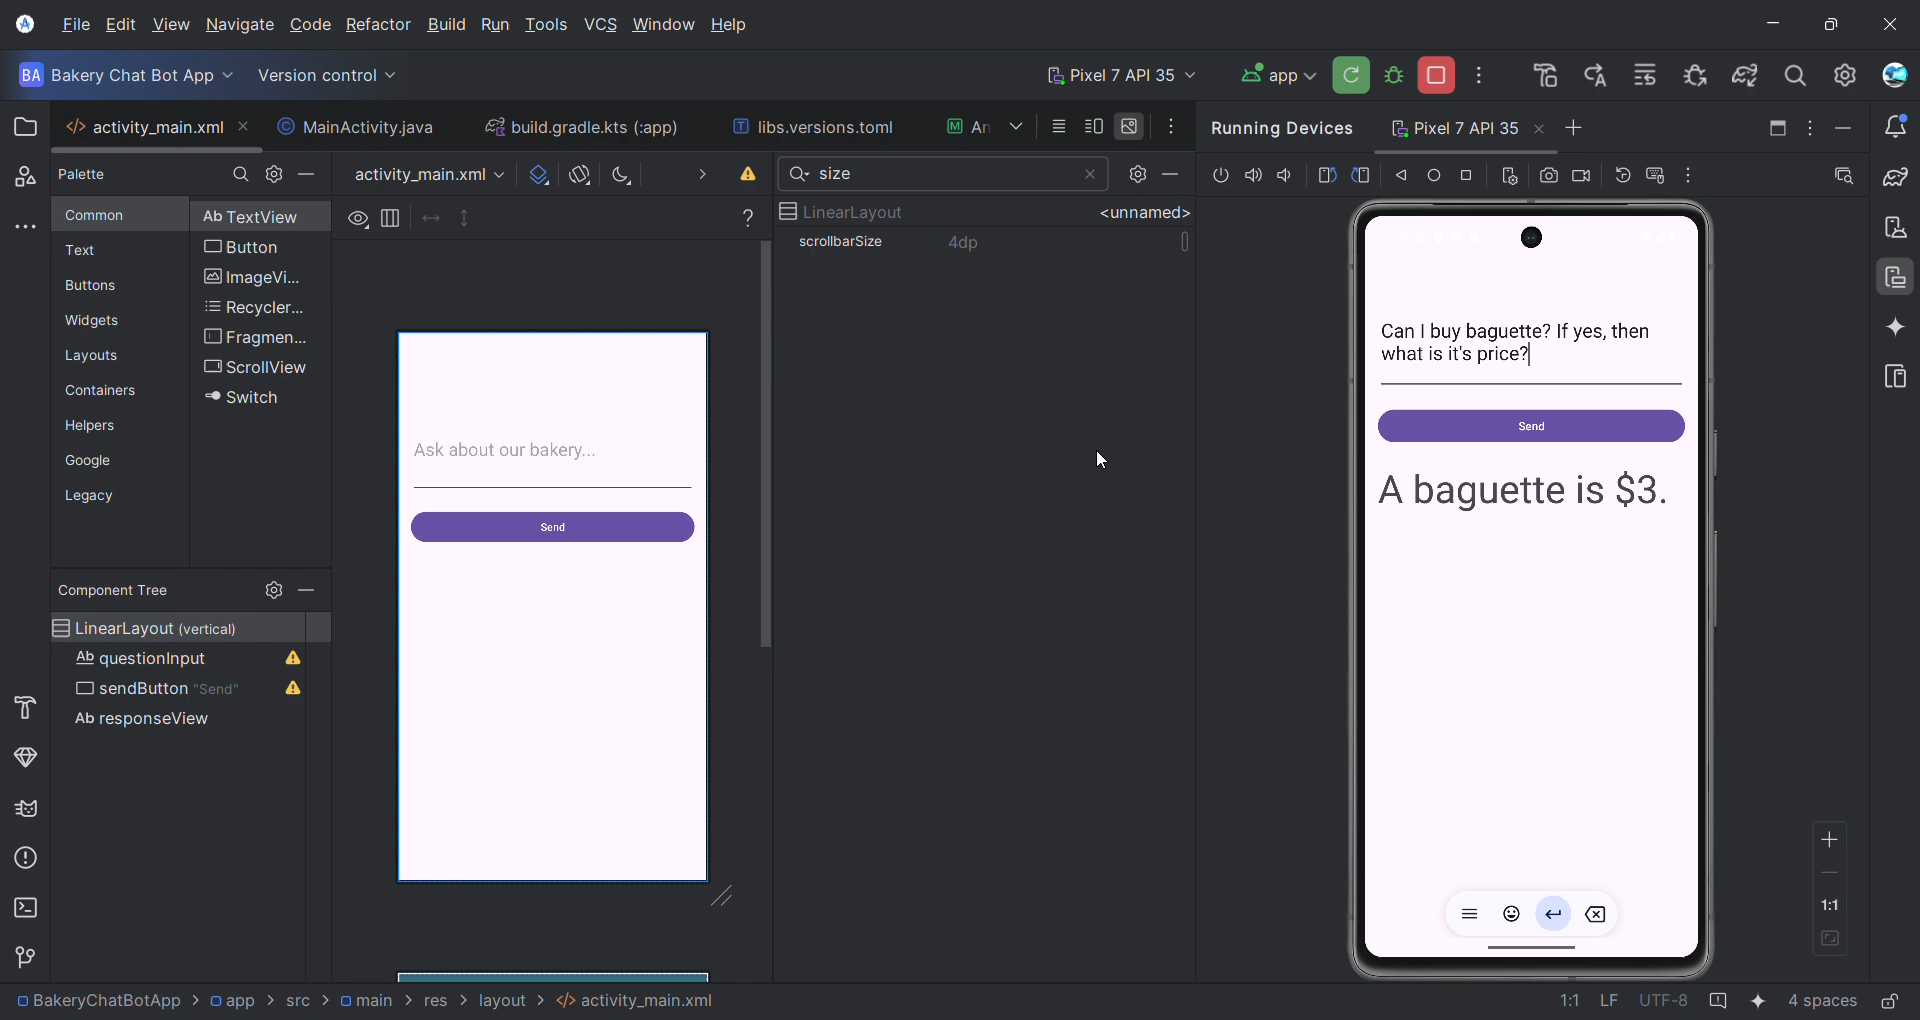 File Edit View Navigate Code Refactor Build Run Tools VCS Window Help
BA Bakery Chat Bot App Version control Pixel 7 API 35 app
activity_main.xml MainActivity.java build.gradle.kts (:app) libs.versions.toml An
Running Devices Pixel 7 API 35
Palette
activity_main.xml
size
Common
Text
Buttons
Widgets
Layouts
Containers
Helpers
Google
Legacy
Ab TextView
Button
ImageVi...
Recycler...
Fragmen...
ScrollView
Switch
LinearLayout <unnamed>
scrollbarSize 4dp
Ask about our bakery...
Send
Can I buy baguette? If yes, then
what is it's price?
Send
A baguette is $3.
Component Tree
LinearLayout (vertical)
Ab questionInput
sendButton "Send"
Ab responseView
1:1
BakeryChatBotApp > app > src > main > res > layout > activity_main.xml
1:1 LF UTF-8 4 spaces